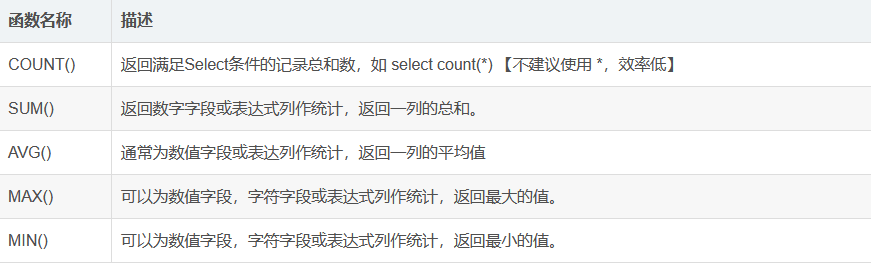 函数名称 描述
COUNT() 返回满足Select条件的记录总和数，如 select count(*) 【不建议使用 *，效率低】
SUM() 返回数字字段或表达式列作统计，返回一列的总和。
AVG() 通常为数值字段或表达列作统计，返回一列的平均值
MAX() 可以为数值字段，字符字段或表达式列作统计，返回最大的值。
MIN() 可以为数值字段，字符字段或表达式列作统计，返回最小的值。